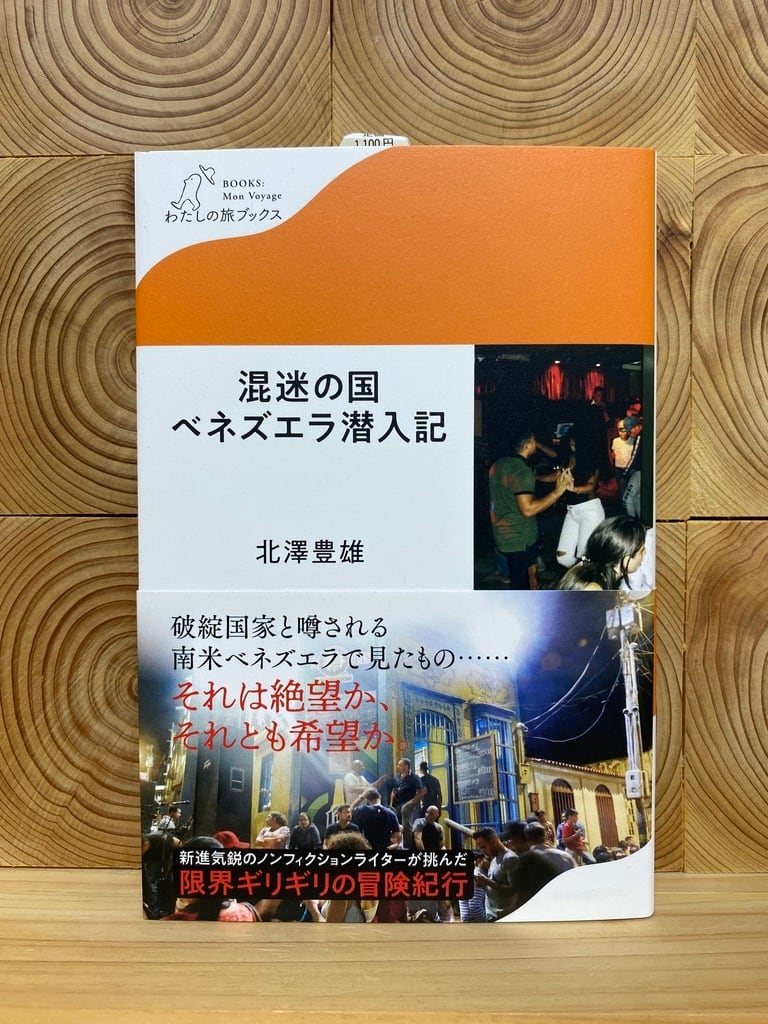 定価
1,100円
BOOKS:
Mon Voyage
わたしの旅ブックス
混迷の国
ベネズエラ潜入記
北澤豊雄
破綻国家と噂される
南米ベネズエラで見たもの……
それは絶望か、
それとも希望か。
新進気鋭のノンフィクションライターが挑んだ
限界ギリギリの冒険紀行